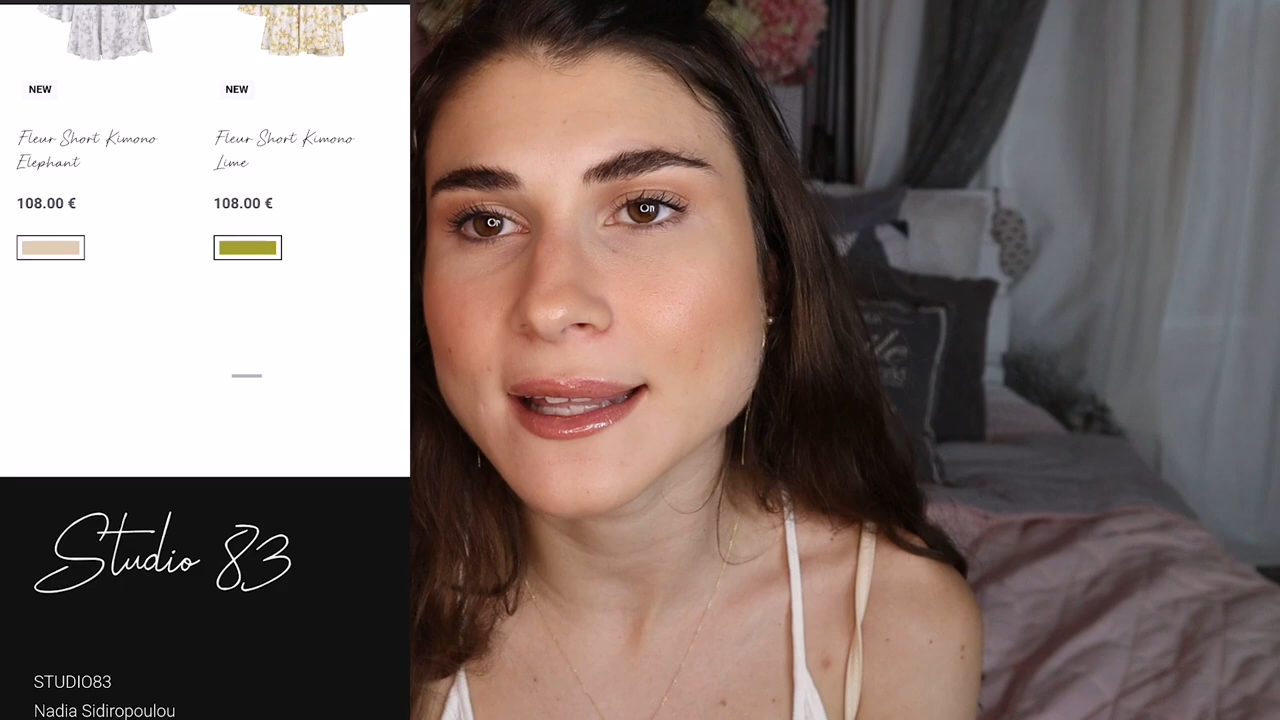 NEW
NEW
Fleur Short Kimono
Elephant
Fleur Short Kimono
Lime
108.00 €
108.00 €
Studio 83
STUDIO83
Nadia Sidiropoulou